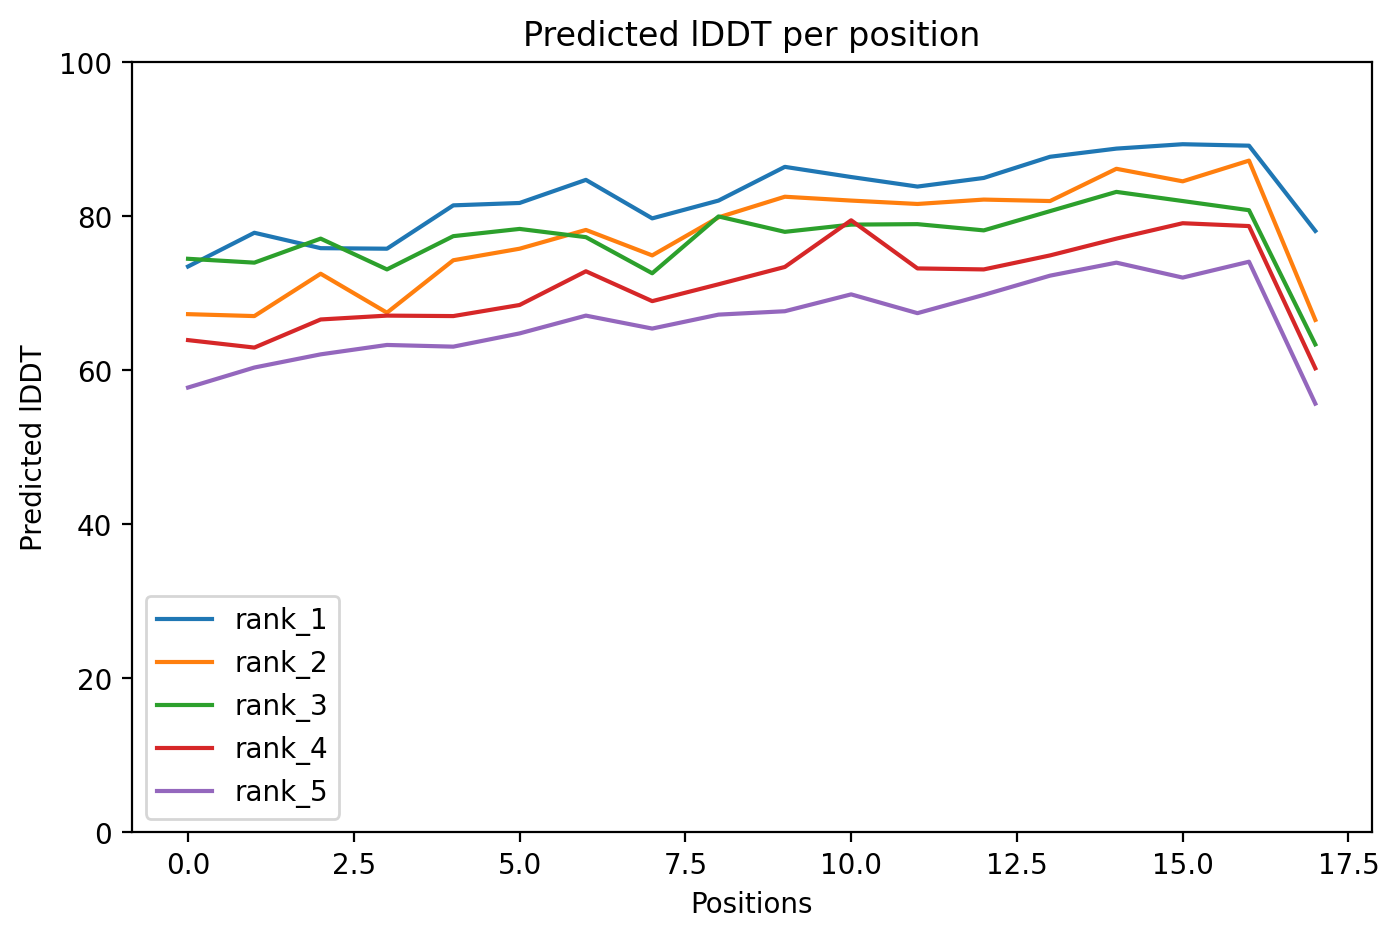 Predicted lDDT per position
100
80
60
40
20
0
Predicted lDDT
rank_1
rank_2
rank_3
rank_4
rank_5
0.0 2.5 5.0 7.5 10.0 12.5 15.0 17.5
Positions